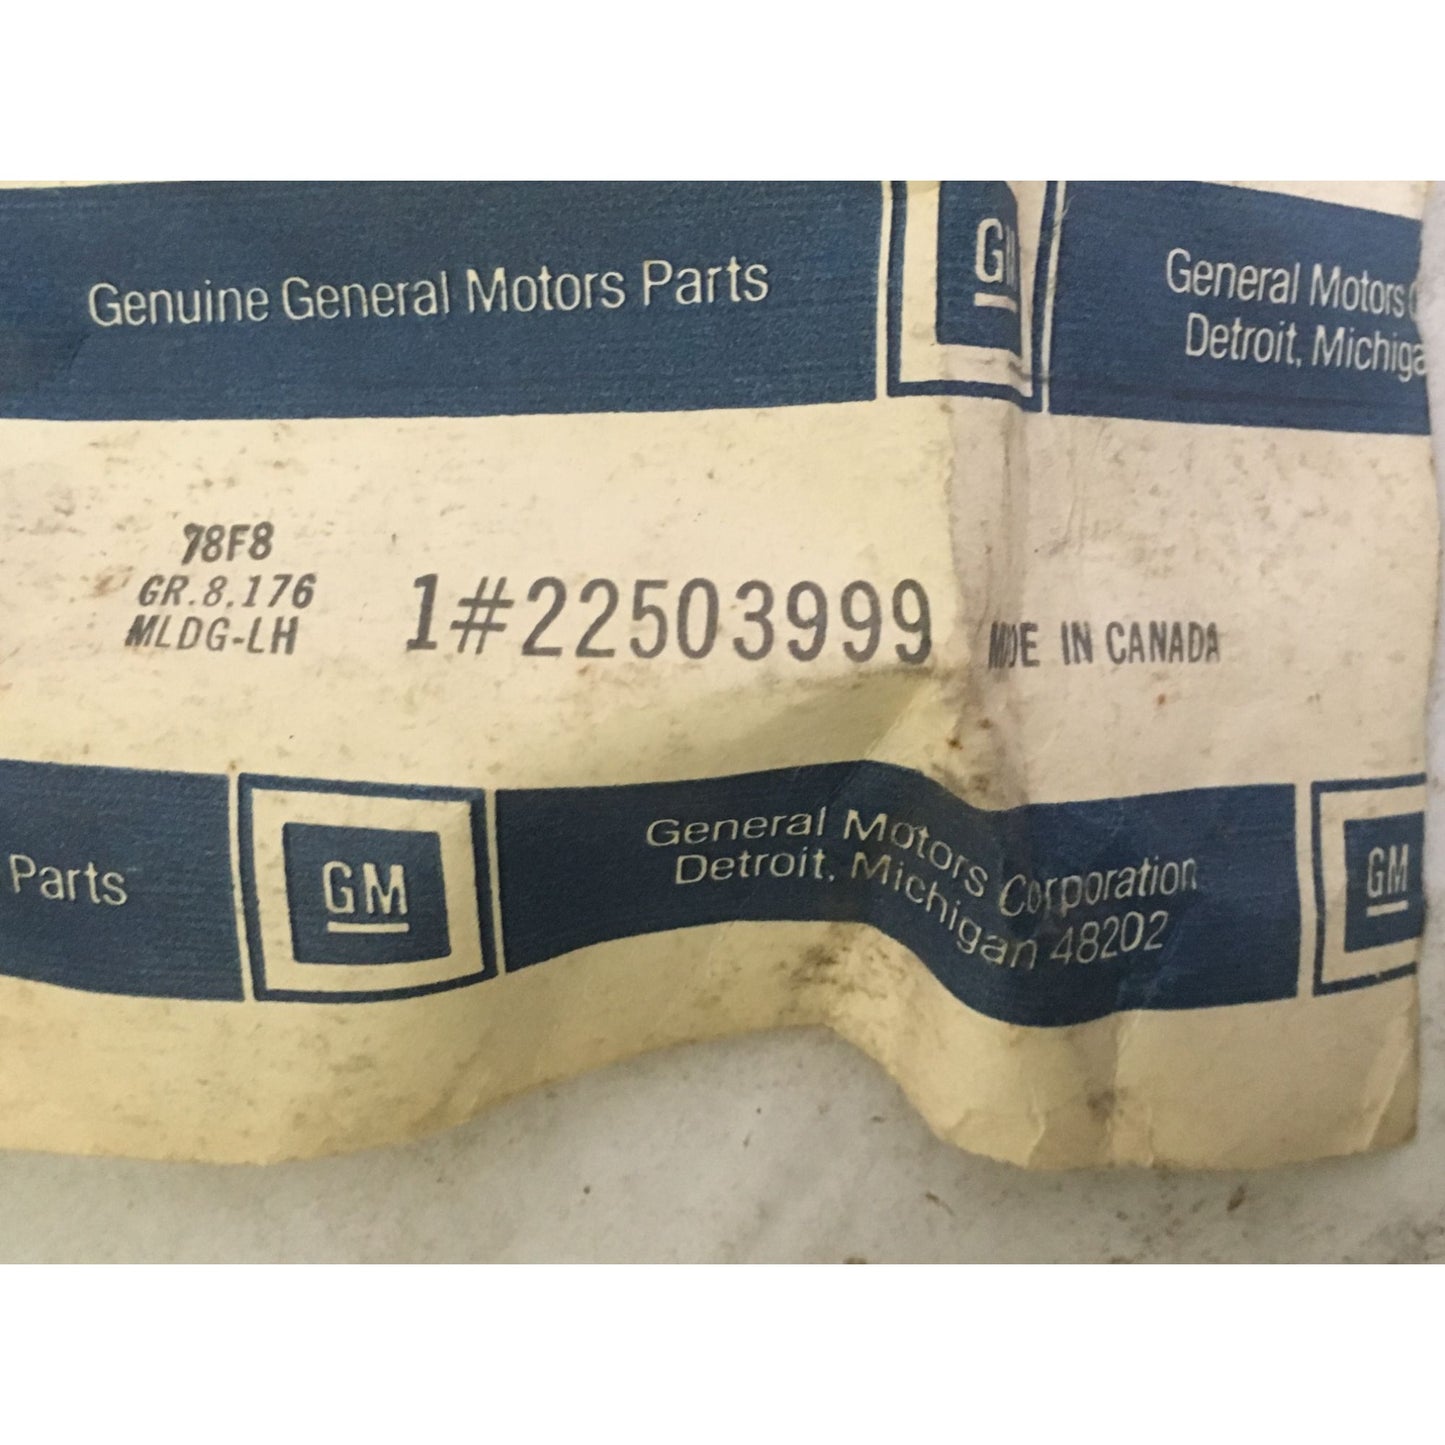 Genuine General Motors Parts
GM
General Motors
Detroit, Michiga
78F8
GR.8.176
MLDG-LH
1#22503999
MADE IN CANADA
Parts
GM
General Motors Corporation
Detroit, Michigan 48202
GM